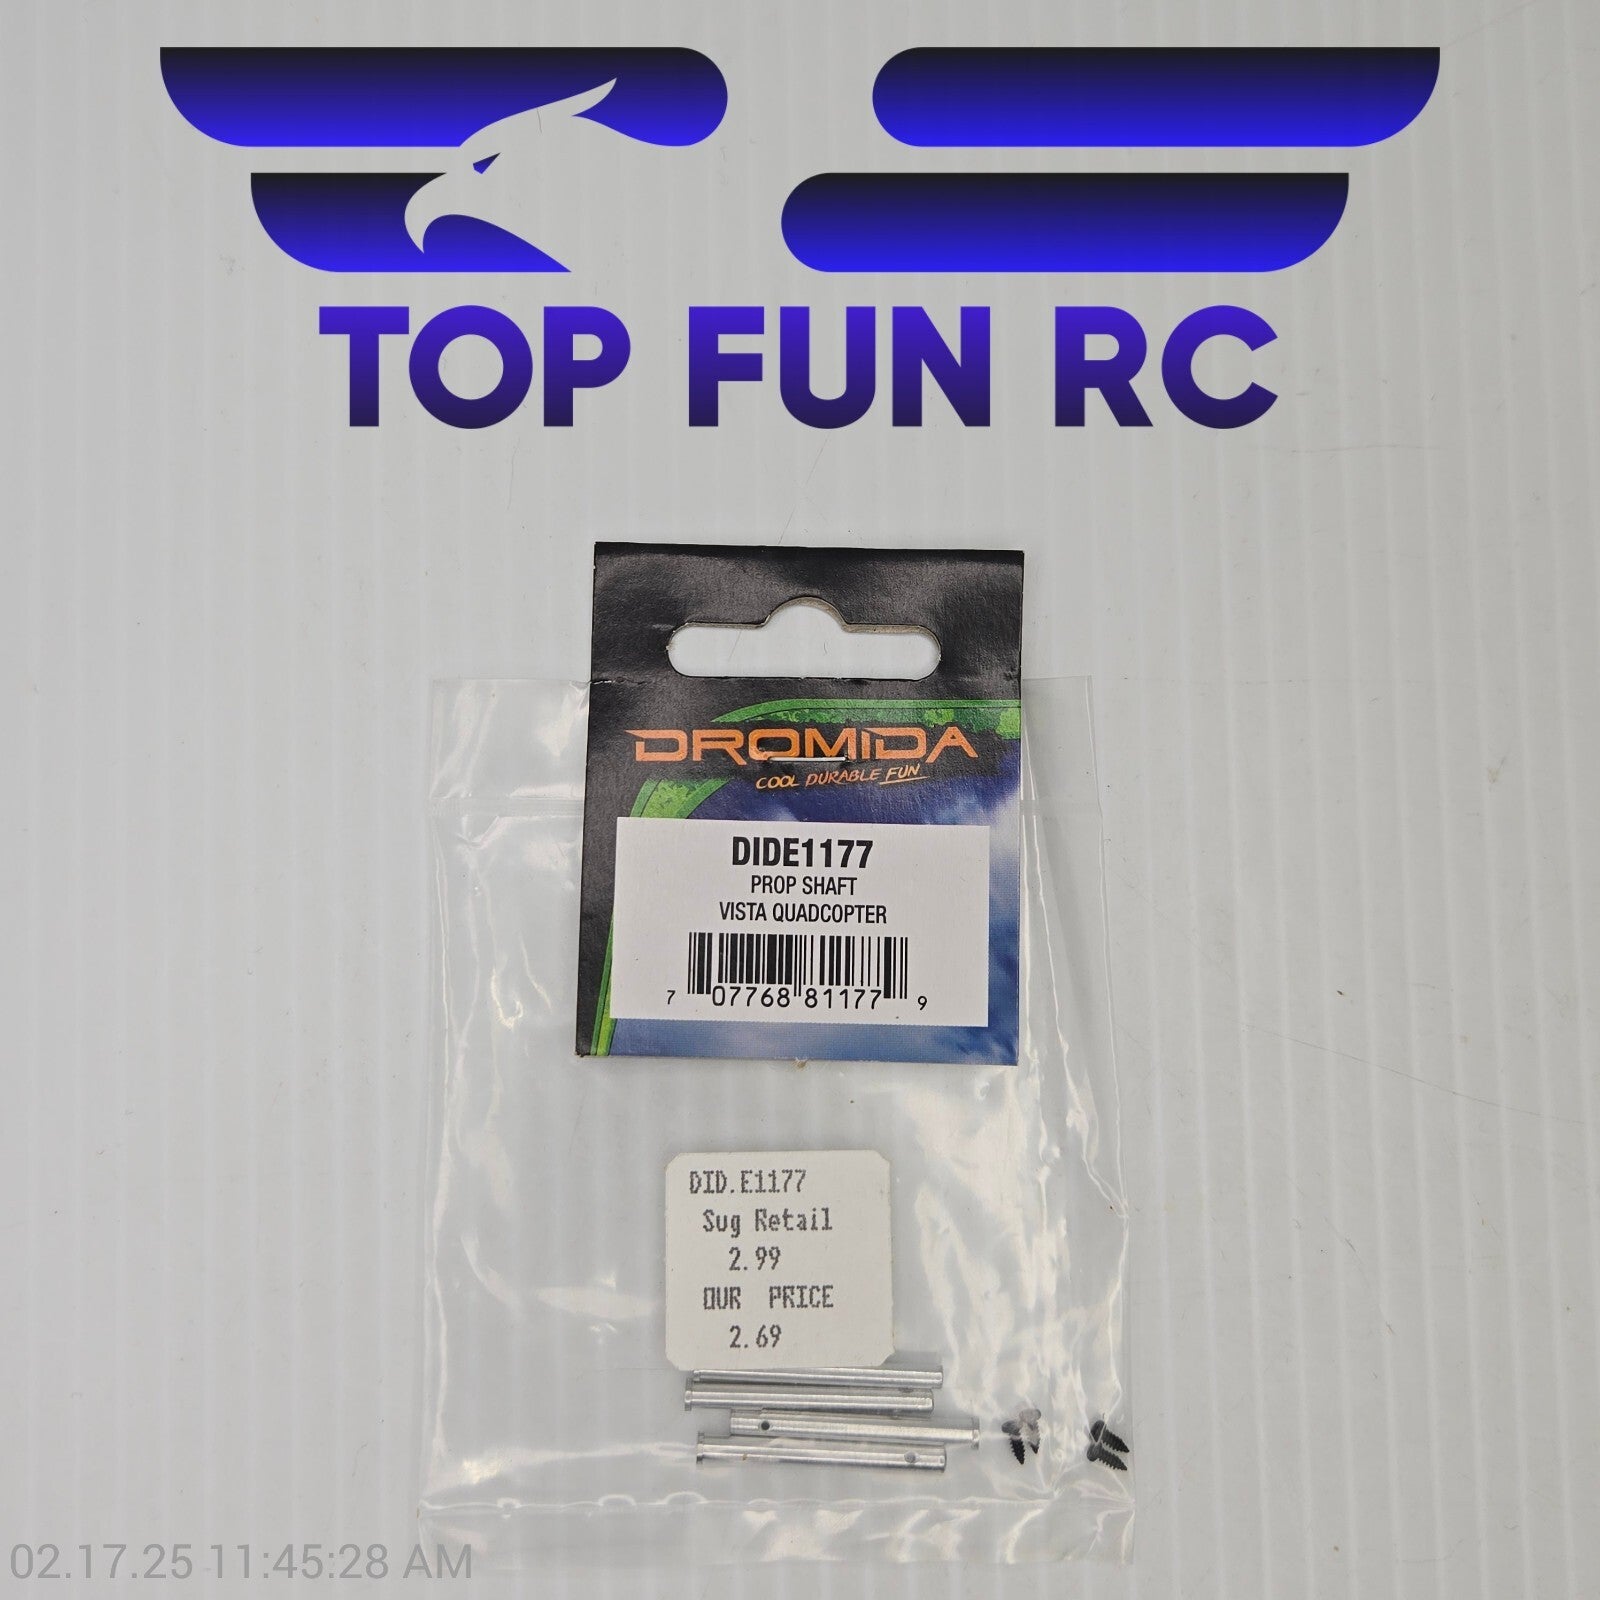 TOP FUN RC
DROMIDA
COOL DURABLE FUN
DIDE1177
PROP SHAFT
VISTA QUADCOPTER
7 07768 81177 9
DID.E1177
Sug Retail
2.99
OUR PRICE
2.69
02.17.25 11:45:28 AM